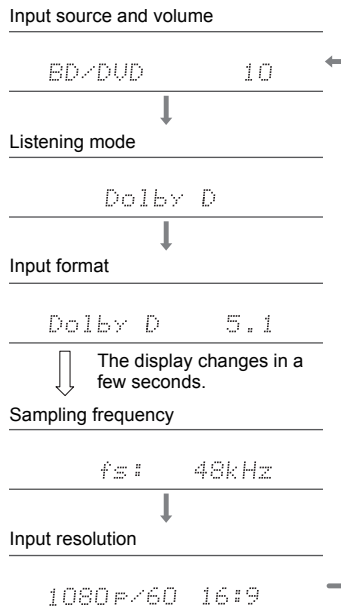 Input source and volume
BD/DVD 10
Listening mode
Dolby D
Input format
Dolby D 5.1
The display changes in a
few seconds.
Sampling frequency
fs: 48kHz
Input resolution
1080p/60 16:9